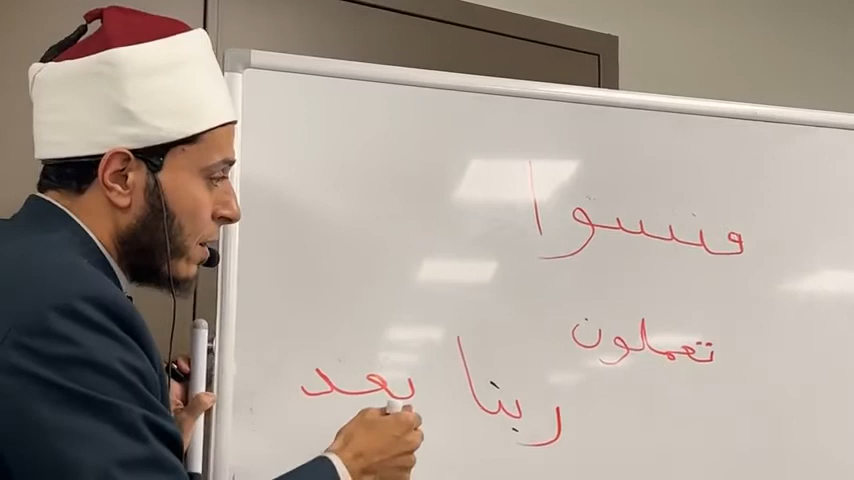 فنسوا
تعملون
ربنا بعد